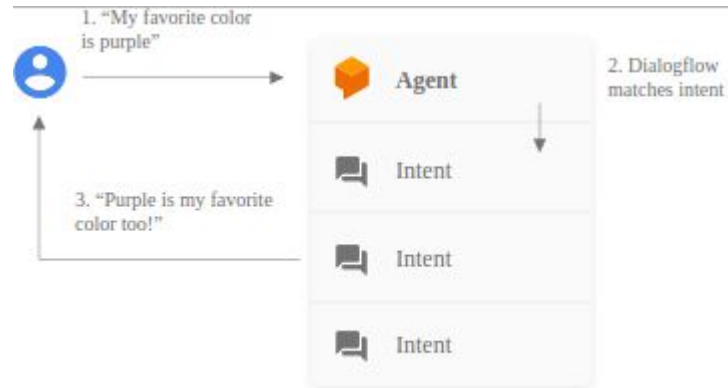 1. “My favorite color
is purple”
Agent
2. Dialogflow
matches intent
Intent
3. “Purple is my favorite
color too!”
Intent
Intent